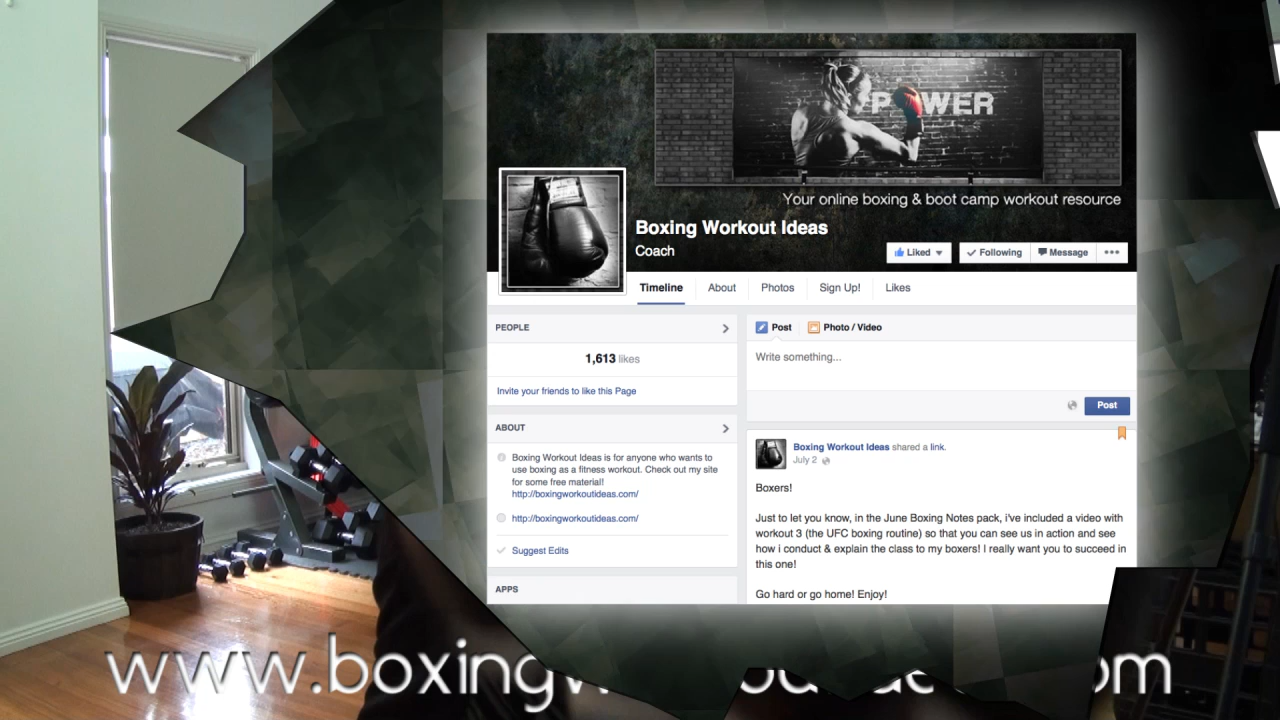 POWER
Your online boxing & boot camp workout resource
Boxing Workout Ideas
Coach
Liked
Following
Message
Timeline
About
Photos
Sign Up!
Likes
PEOPLE
1,613 likes
Invite your friends to like this Page
ABOUT
Boxing Workout Ideas is for anyone who wants to
use boxing as a fitness workout. Check out my site
for some free material!
http://boxingworkoutideas.com/
http://boxingworkoutideas.com/
Suggest Edits
APPS
Post
Photo / Video
Write something...
Post
Boxing Workout Ideas shared a link.
July 2
Boxers!
Just to let you know, in the June Boxing Notes pack, i've included a video with
workout 3 (the UFC boxing routine) so that you can see us in action and see
how i conduct & explain the class to my boxers! I really want you to succeed in
this one!
Go hard or go home! Enjoy!
www.boxing